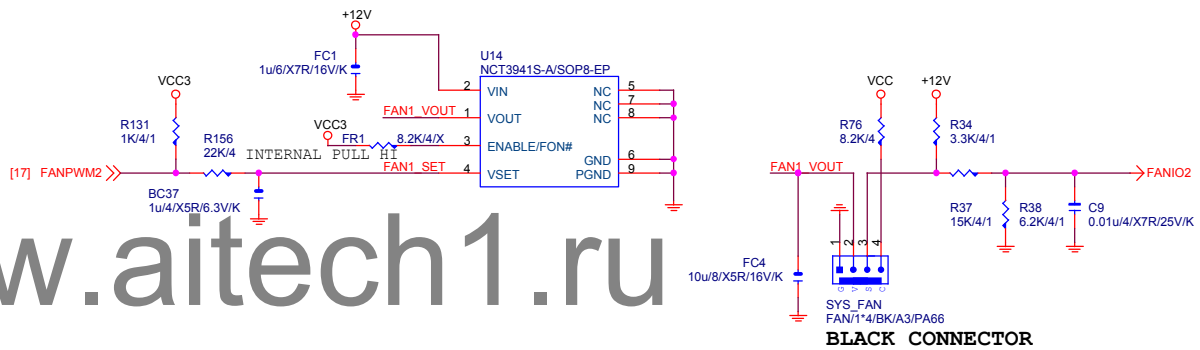 +12V
FC1
1u/6/X7R/16V/K
U14
NCT3941S-A/SOP8-EP
2 VIN
1 VOUT
3 ENABLE/FON#
4 VSET
NC 5
NC 7
NC 8
GND 6
PGND 9
FAN1_VOUT
VCC3
FR1 8.2K/4/X
INTERNAL PULL HI
FAN1_SET
VCC3
R131
1K/4/1
R156
22K/4
[17] FANPWM2
BC37
1u/4/X5R/6.3V/K
VCC +12V
R76
8.2K/4
R34
3.3K/4/1
FAN1_VOUT
FANIO2
R37
15K/4/1
R38
6.2K/4/1
C9
0.01u/4/X7R/25V/K
FC4
10u/8/X5R/16V/K
1 2 3 4
G V S C
SYS_FAN
FAN/1*4/BK/A3/PA66
BLACK CONNECTOR
w.aitech1.ru